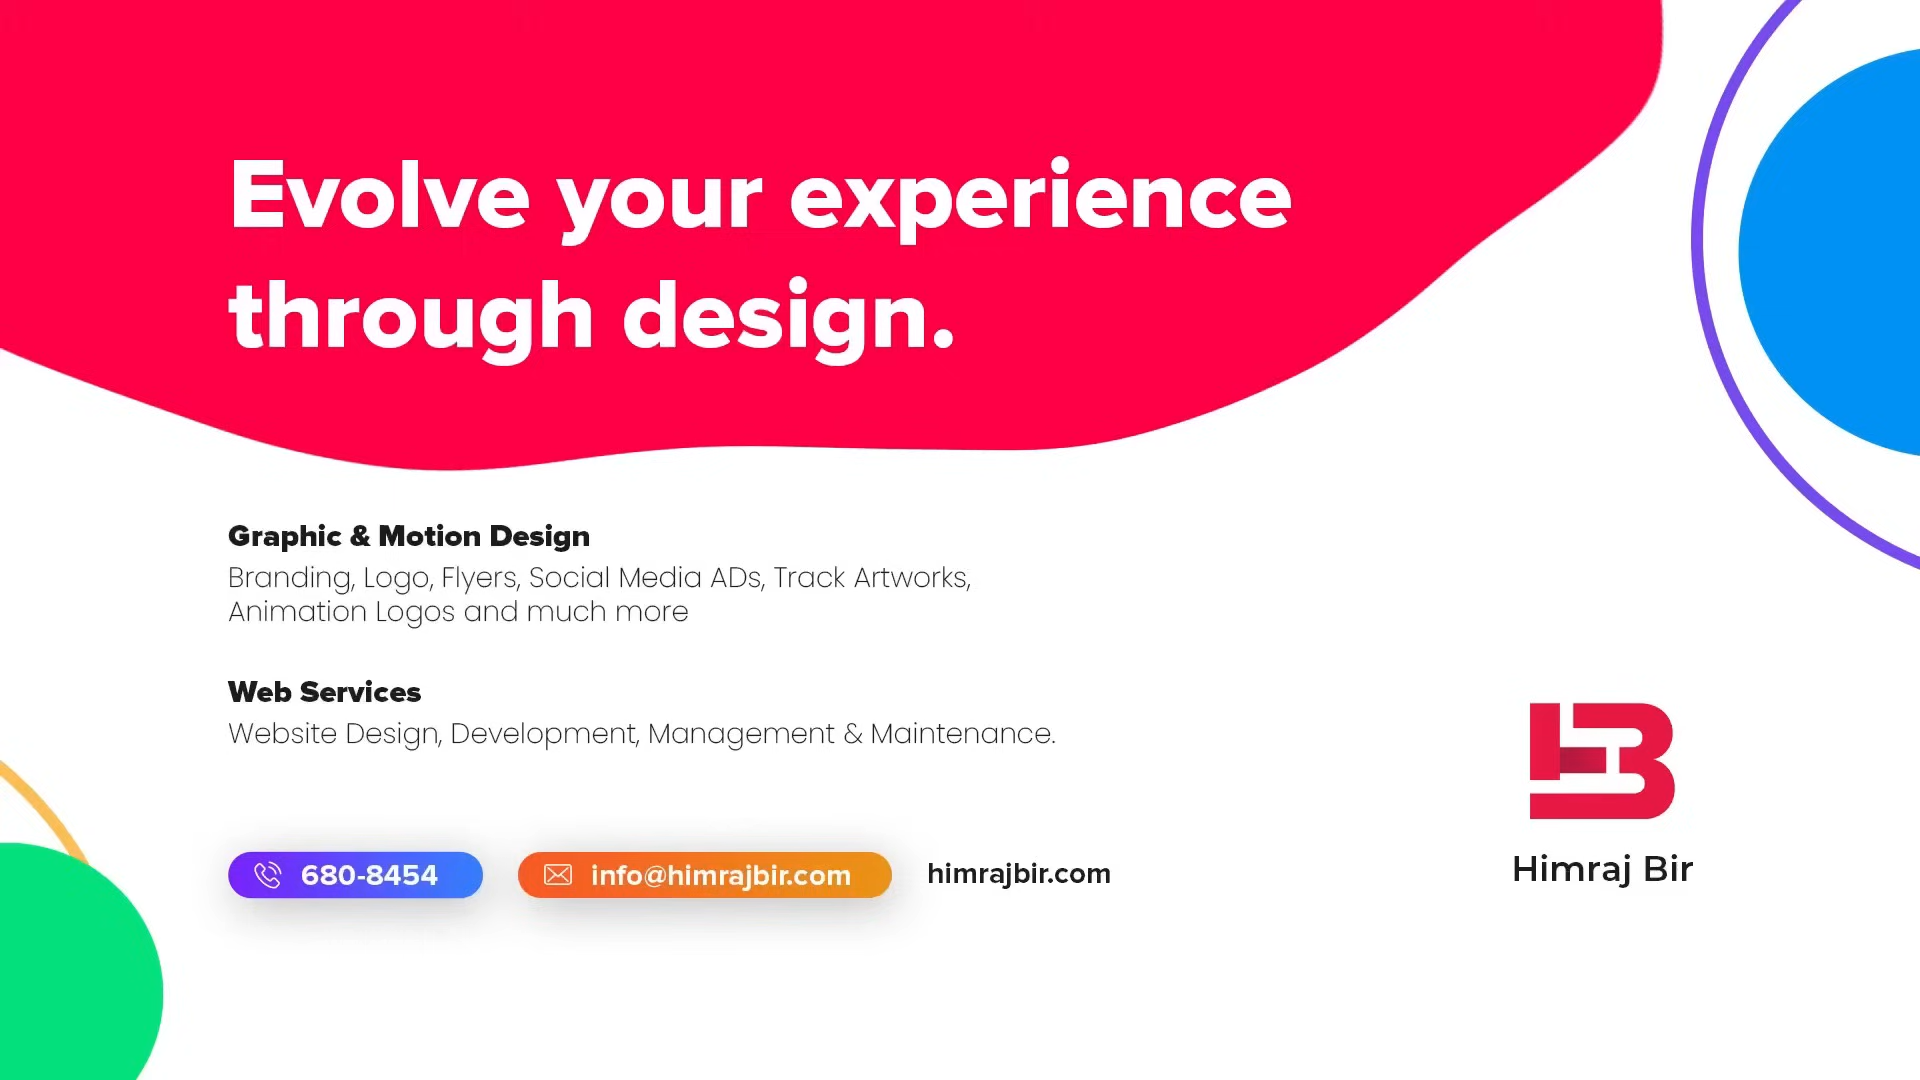 Evolve your experience
through design.
Graphic & Motion Design
Branding, Logo, Flyers, Social Media ADs, Track Artworks,
Animation Logos and much more
Web Services
Website Design, Development, Management & Maintenance.
680-8454
info@himrajbir.com
himrajbir.com
Himraj Bir